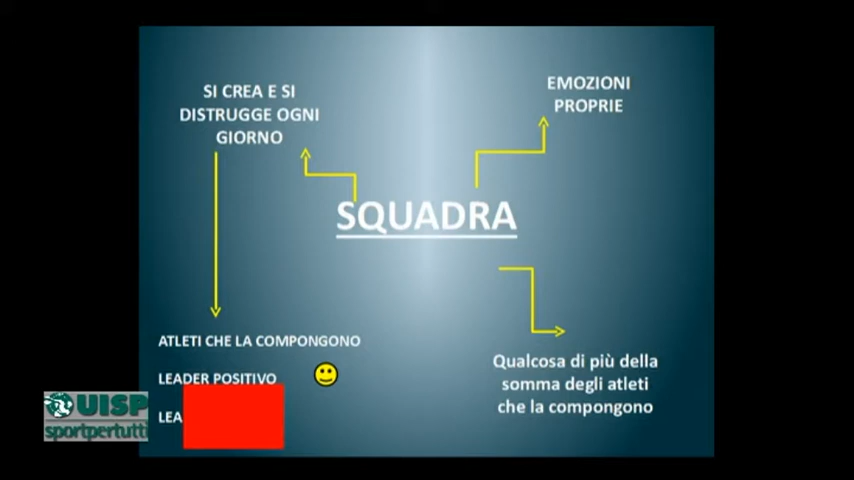 SI CREA E SI
DISTRUGGE OGNI
GIORNO
EMOZIONI
PROPRIE
SQUADRA
ATLETI CHE LA COMPONGONO
LEADER POSITIVO
LEA
Qualcosa di più della
somma degli atleti
che la compongono
UISP
sportpertutti